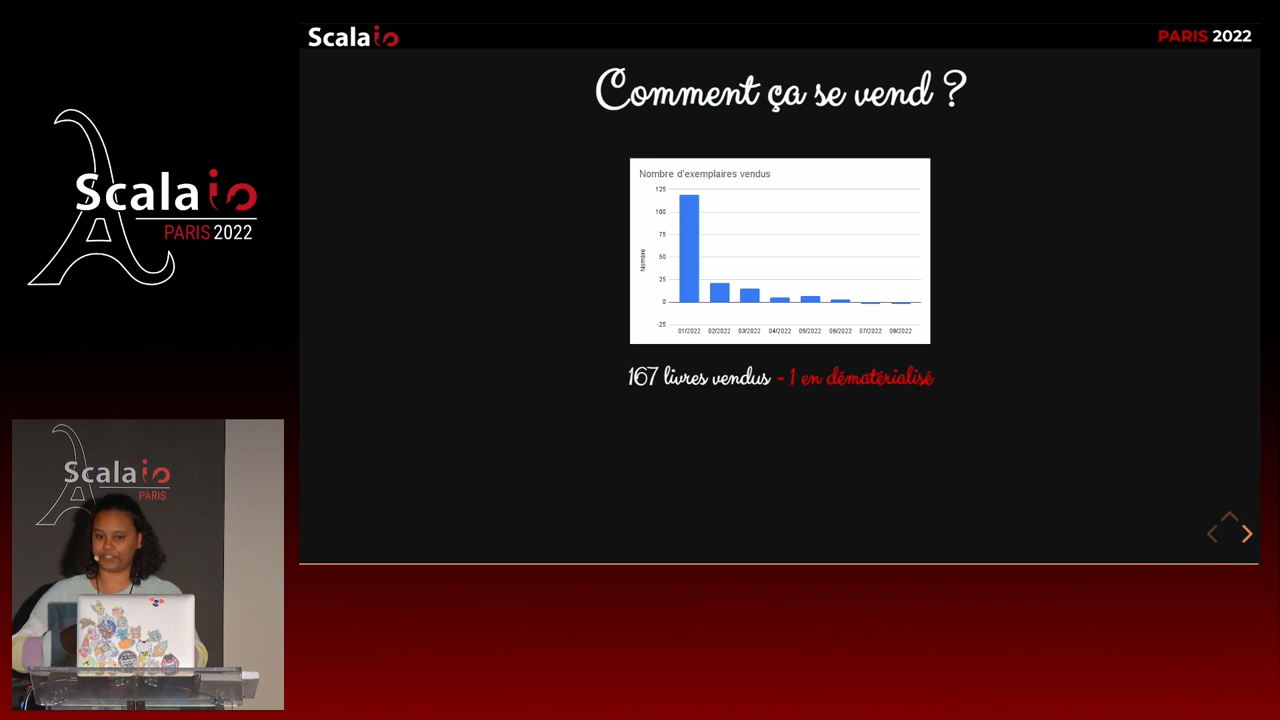 Scala io
PARIS 2022
Comment ça se vend ?
Scala io
PARIS 2022
Nombre d'exemplaires vendus
Nombre
125
100
75
50
25
0
-25
01/2022 02/2022 03/2022 04/2022 05/2022 06/2022 07/2022 08/2022
167 livres vendus - 1 en dématérialisé
Scala io
PARIS